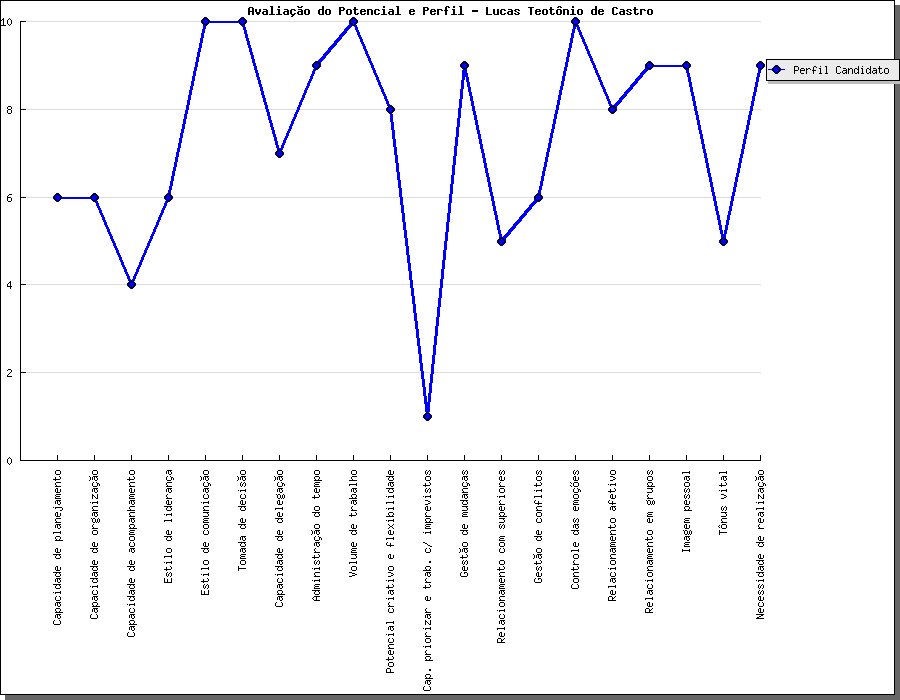 Avaliação do Potencial e Perfil - Lucas Teotônio de Castro
Perfil Candidato
10
8
6
4
2
0
Capacidade de planejamento
Capacidade de organização
Capacidade de acompanhamento
Estilo de liderança
Estilo de comunicação
Tomada de decisão
Capacidade de delegação
Administração do tempo
Volume de trabalho
Potencial criativo e flexibilidade
Cap. priorizar e trab. c/ imprevistos
Gestão de mudanças
Relacionamento com superiores
Gestão de conflitos
Controle das emoções
Relacionamento afetivo
Relacionamento em grupos
Imagem pessoal
Tônus vital
Necessidade de realização